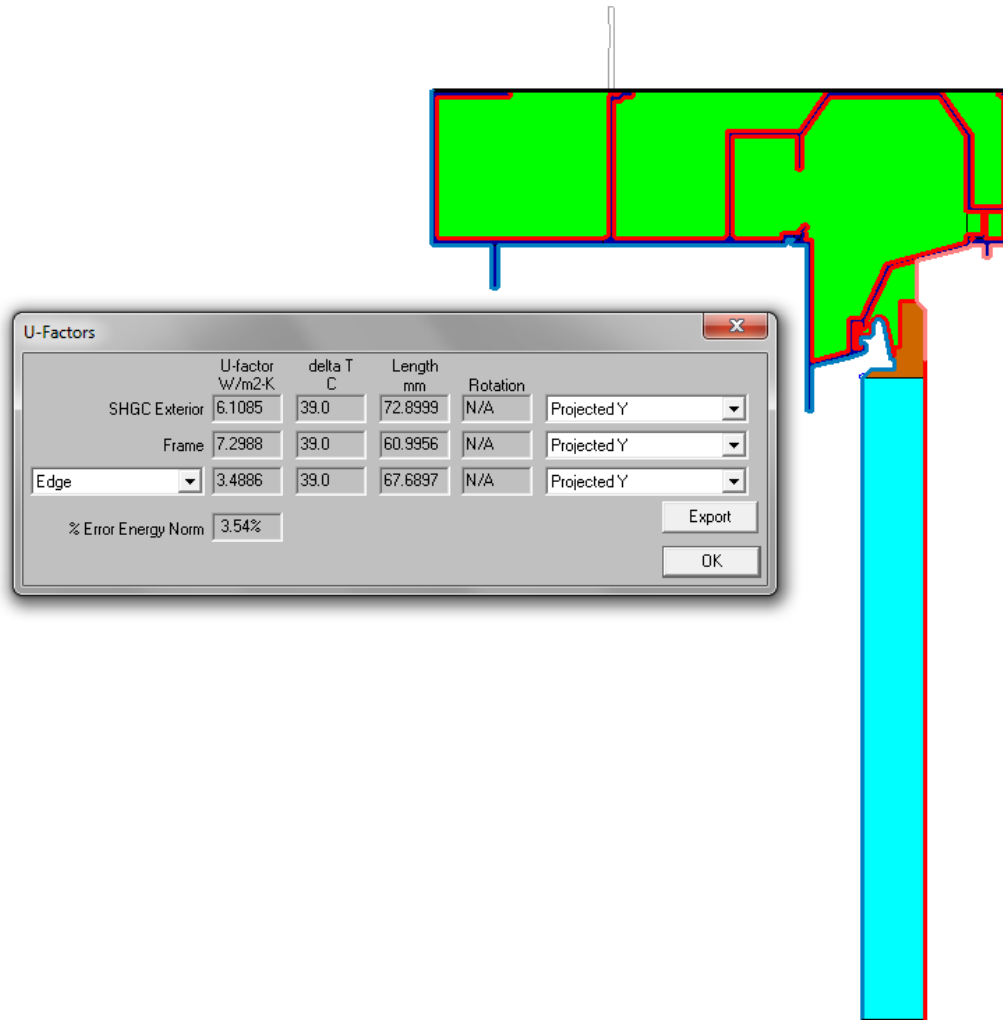 U-Factors
U-factor delta T Length
W/m2-K C mm Rotation
SHGC Exterior 6.1085 39.0 72.8999 N/A Projected Y
Frame 7.2988 39.0 60.9956 N/A Projected Y
Edge 3.4886 39.0 67.6897 N/A Projected Y
% Error Energy Norm 3.54% Export
OK